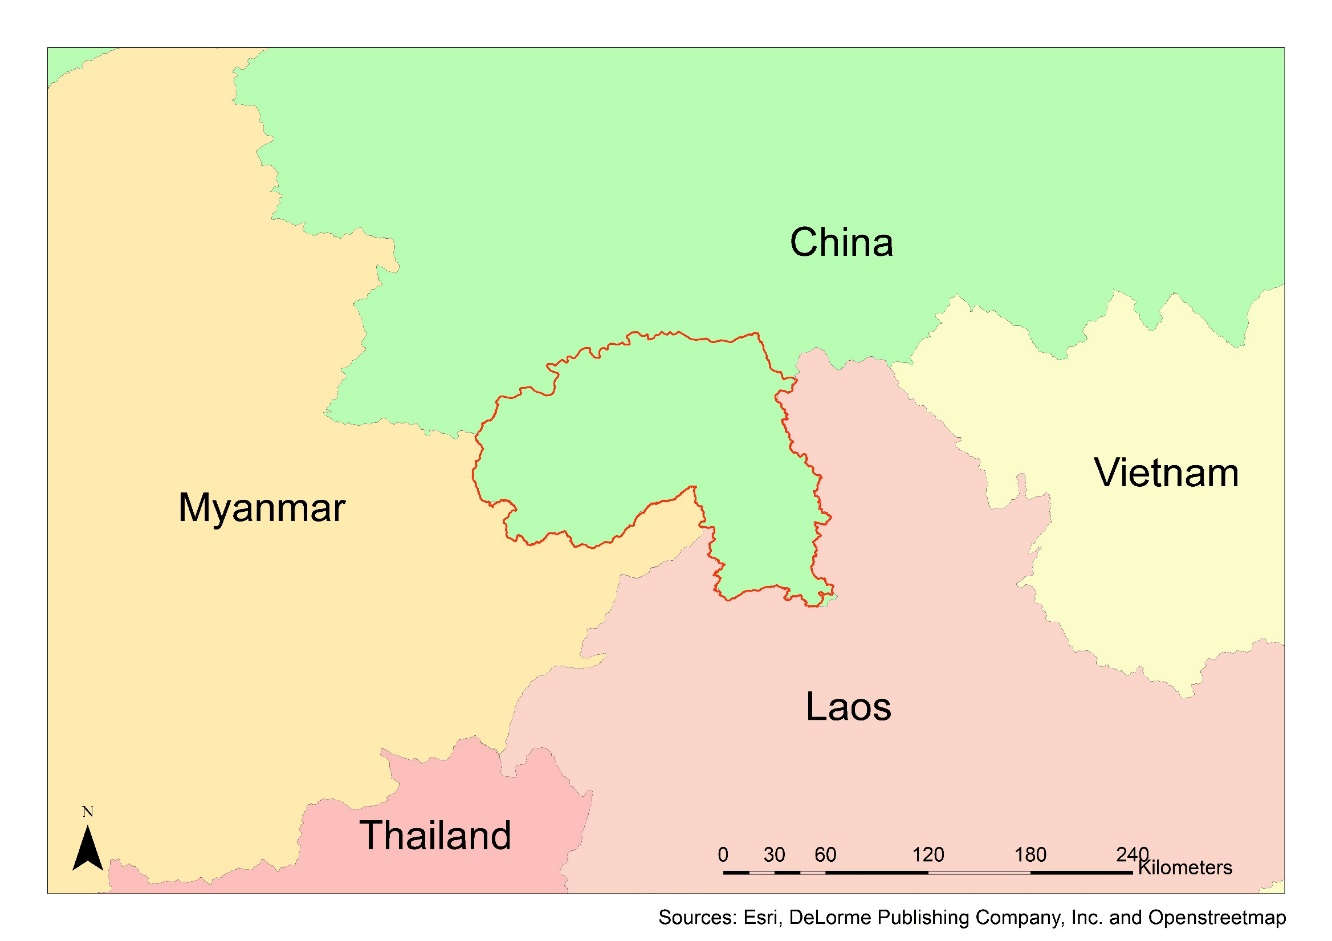 China
Vietnam
Myanmar
Laos
N
Thailand
0 30 60 120 180 240
Kilometers
Sources: Esri, DeLorme Publishing Company, Inc. and Openstreetmap